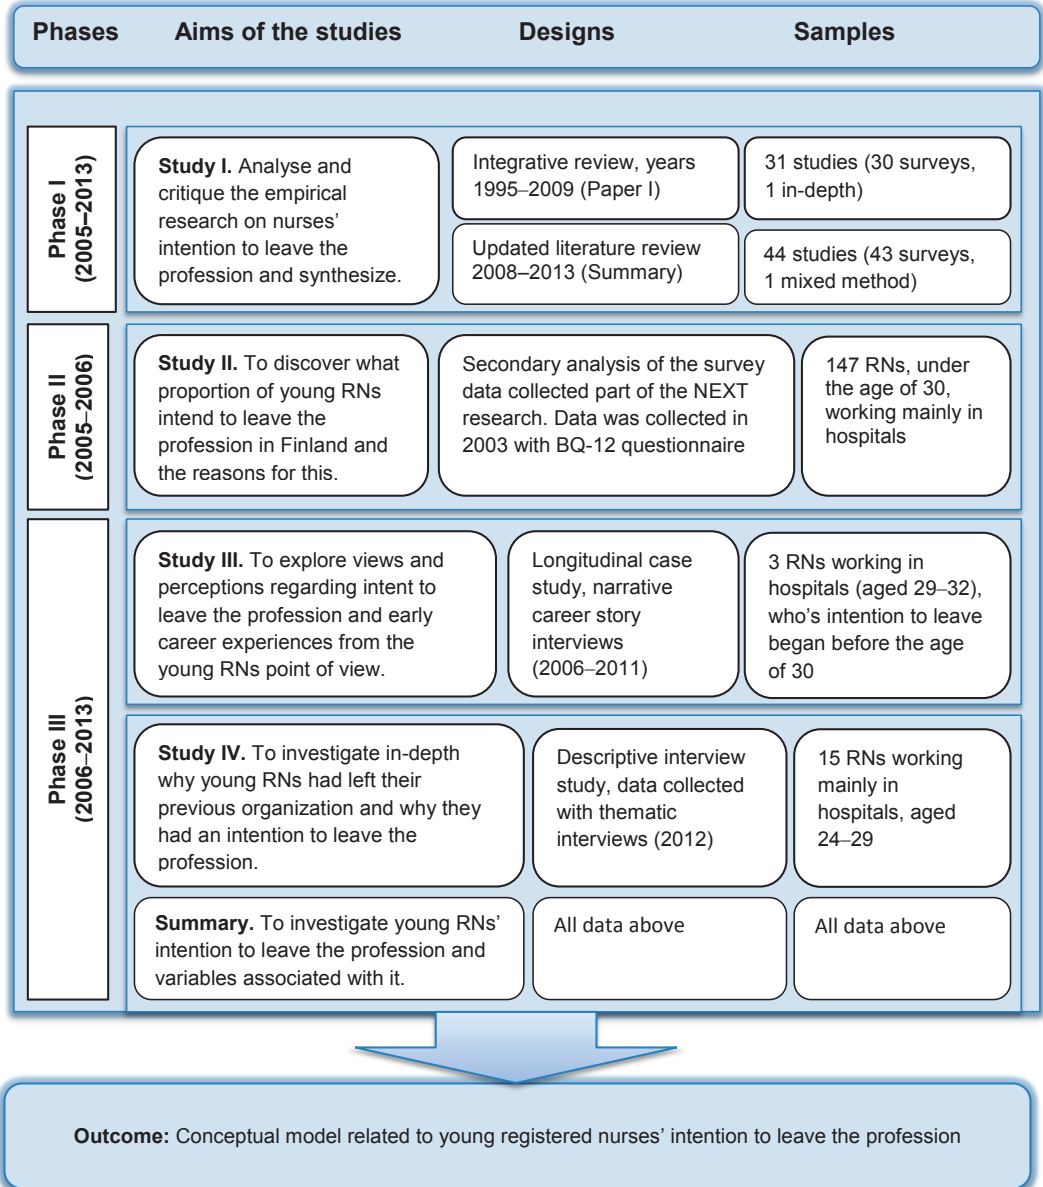 Phases Aims of the studies Designs Samples
Phase I
(2005–2013)
Study I. Analyse and
critique the empirical
research on nurses’
intention to leave the
profession and synthesize.
Integrative review, years
1995–2009 (Paper I)
31 studies (30 surveys,
1 in-depth)
Updated literature review
2008–2013 (Summary)
44 studies (43 surveys,
1 mixed method)
Phase II
(2005–2006)
Study II. To discover what
proportion of young RNs
intend to leave the
profession in Finland and
the reasons for this.
Secondary analysis of the survey
data collected part of the NEXT
research. Data was collected in
2003 with BQ-12 questionnaire
147 RNs, under
the age of 30,
working mainly in
hospitals
Phase III
(2006–2013)
Study III. To explore views and
perceptions regarding intent to
leave the profession and early
career experiences from the
young RNs point of view.
Longitudinal case
study, narrative
career story
interviews
(2006–2011)
3 RNs working in
hospitals (aged 29–32),
who’s intention to leave
began before the age
of 30
Study IV. To investigate in-depth
why young RNs had left their
previous organization and why they
had an intention to leave the
profession.
Descriptive interview
study, data collected
with thematic
interviews (2012)
15 RNs working
mainly in
hospitals, aged
24–29
Summary. To investigate young RNs’
intention to leave the profession and
variables associated with it.
All data above
All data above
Outcome: Conceptual model related to young registered nurses’ intention to leave the profession